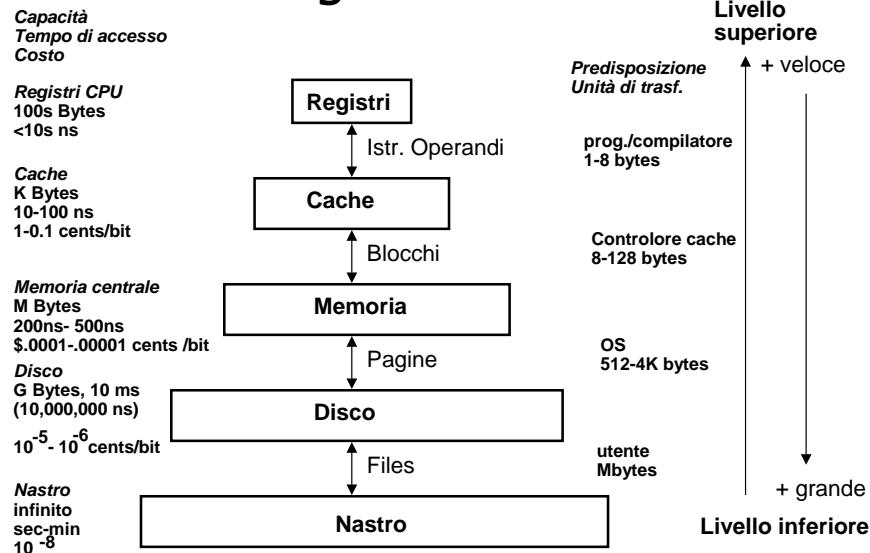 Capacità
Tempo di accesso
Costo
Registri CPU
100s Bytes
<10s ns
Cache
K Bytes
10-100 ns
1-0.1 cents/bit
Memoria centrale
M Bytes
200ns- 500ns
$.0001-.00001 cents /bit
Disco
G Bytes, 10 ms
(10,000,000 ns)
10-5- 10-6 cents/bit
Nastro
infinito
sec-min
10-8
Registri
Istr. Operandi
Cache
Blocchi
Memoria
Pagine
Disco
Files
Nastro
Predisposizione
Unità di trasf.
prog./compilatore
1-8 bytes
Controlore cache
8-128 bytes
OS
512-4K bytes
utente
Mbytes
Livello
superiore
+ veloce
+ grande
Livello inferiore